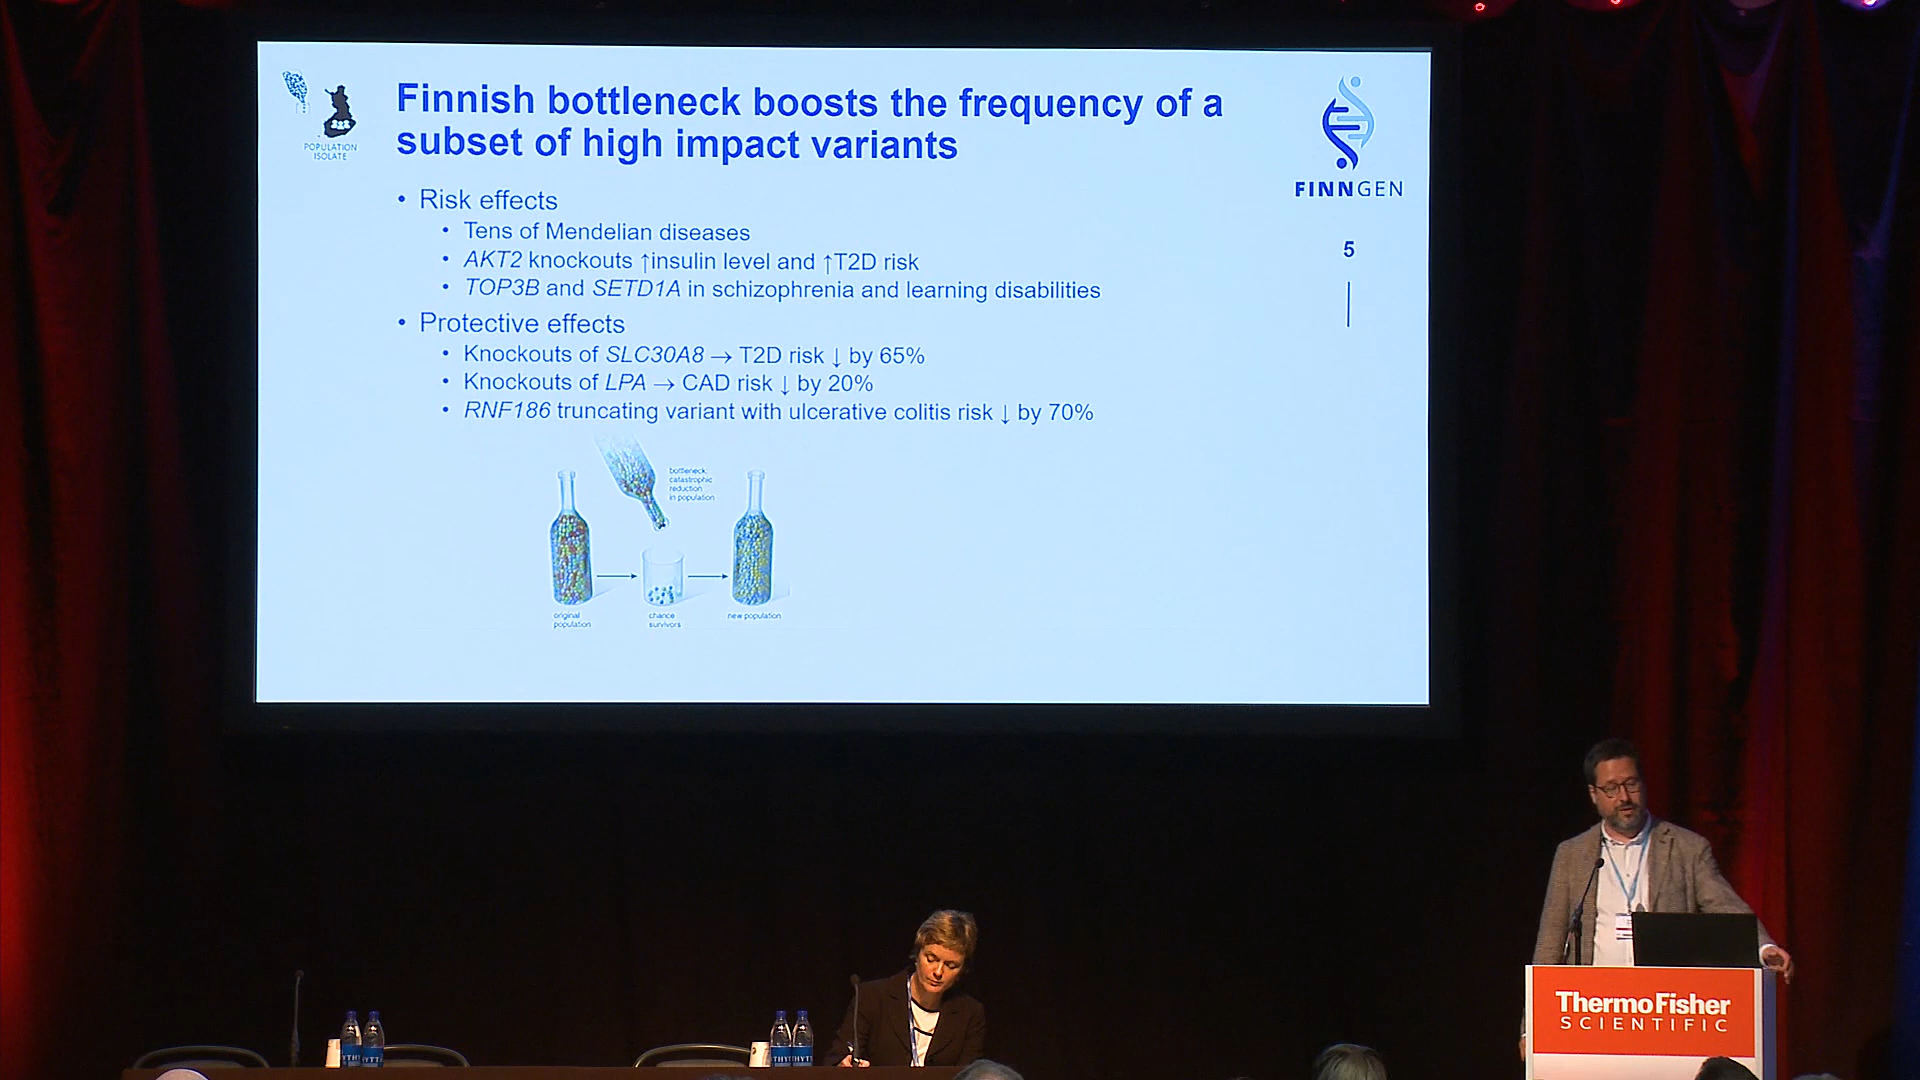 Finnish bottleneck boosts the frequency of a
subset of high impact variants
POPULATION
ISOLATE
FINNGEN
5
• Risk effects
• Tens of Mendelian diseases
• AKT2 knockouts ↑insulin level and ↑T2D risk
• TOP3B and SETD1A in schizophrenia and learning disabilities
• Protective effects
• Knockouts of SLC30A8 → T2D risk ↓ by 65%
• Knockouts of LPA → CAD risk ↓ by 20%
• RNF186 truncating variant with ulcerative colitis risk ↓ by 70%
bottleneck:
catastrophic
reduction
in population
original
population
chance
survivors
new population
ThermoFisher
SCIENTIFIC